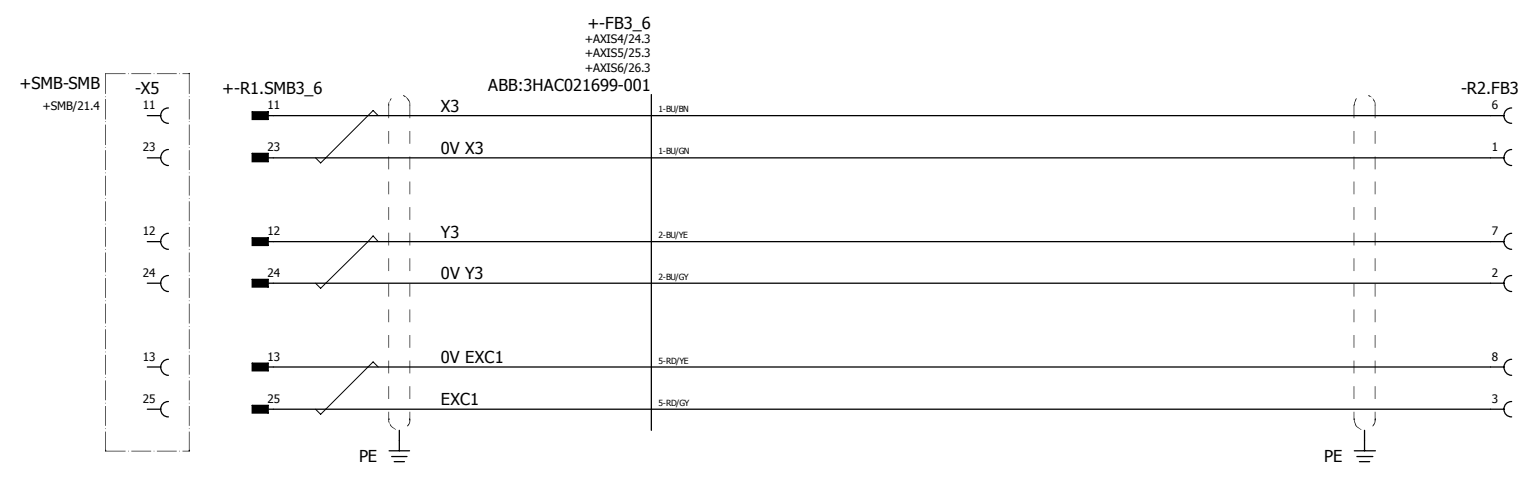 +-FB3_6
+AXIS4/24.3
+AXIS5/25.3
+AXIS6/26.3
+SMB-SMB -X5 +-R1.SMB3_6 ABB:3HAC021699-001 -R2.FB3
+SMB/21.4 11 11 X3 1-BU/BN 6
23 23 0V X3 1-BU/GN 1
12 12 Y3 2-BU/YE 7
24 24 0V Y3 2-BU/GY 2
13 13 0V EXC1 5-RD/YE 8
25 25 EXC1 5-RD/GY 3
PE PE